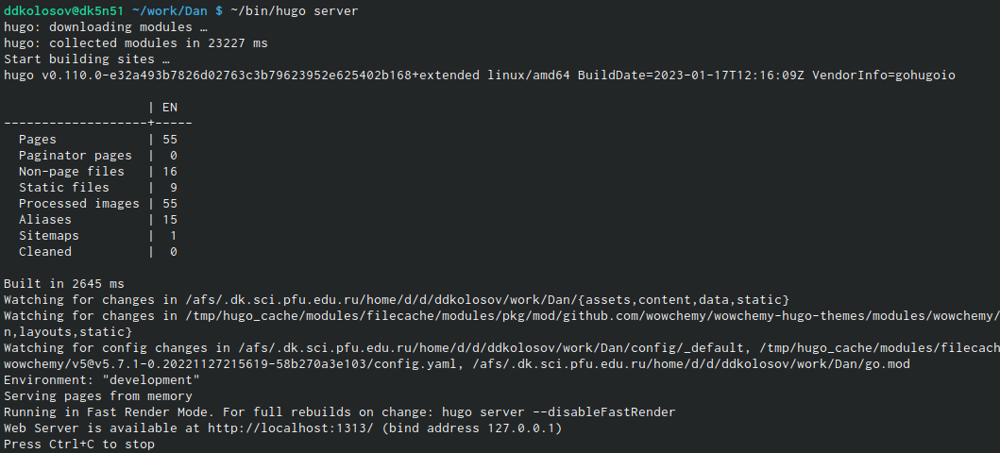 ddkolosov@dk5n51 ~/work/Dan $ ~/bin/hugo server
hugo: downloading modules …
hugo: collected modules in 23227 ms
Start building sites …
hugo v0.110.0-e32a493b7826d02763c3b79623952e625402b168+extended linux/amd64 BuildDate=2023-01-17T12:16:09Z VendorInfo=gohugoio
                   | EN
-------------------+-----
  Pages            | 55
  Paginator pages  |  0
  Non-page files   | 16
  Static files     |  9
  Processed images | 55
  Aliases          | 15
  Sitemaps         |  1
  Cleaned          |  0
Built in 2645 ms
Watching for changes in /afs/.dk.sci.pfu.edu.ru/home/d/d/ddkolosov/work/Dan/{assets,content,data,static}
Watching for changes in /tmp/hugo_cache/modules/filecache/modules/pkg/mod/github.com/wowchemy/wowchemy-hugo-themes/modules/wowchemy/
n,layouts,static}
Watching for config changes in /afs/.dk.sci.pfu.edu.ru/home/d/d/ddkolosov/work/Dan/config/_default, /tmp/hugo_cache/modules/filecach
wowchemy/v5@v5.7.1-0.20221127215619-58b270a3e103/config.yaml, /afs/.dk.sci.pfu.edu.ru/home/d/d/ddkolosov/work/Dan/go.mod
Environment: "development"
Serving pages from memory
Running in Fast Render Mode. For full rebuilds on change: hugo server --disableFastRender
Web Server is available at http://localhost:1313/ (bind address 127.0.0.1)
Press Ctrl+C to stop